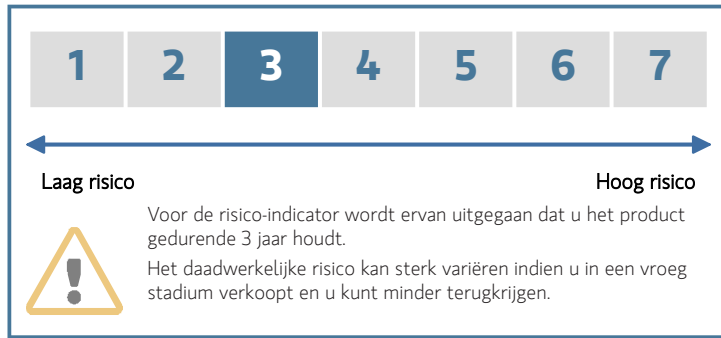 1 2 3 4 5 6 7
Laag risico Hoog risico
Voor de risico-indicator wordt ervan uitgegaan dat u het product
gedurende 3 jaar houdt.
Het daadwerkelijke risico kan sterk variëren indien u in een vroeg
stadium verkoopt en u kunt minder terugkrijgen.